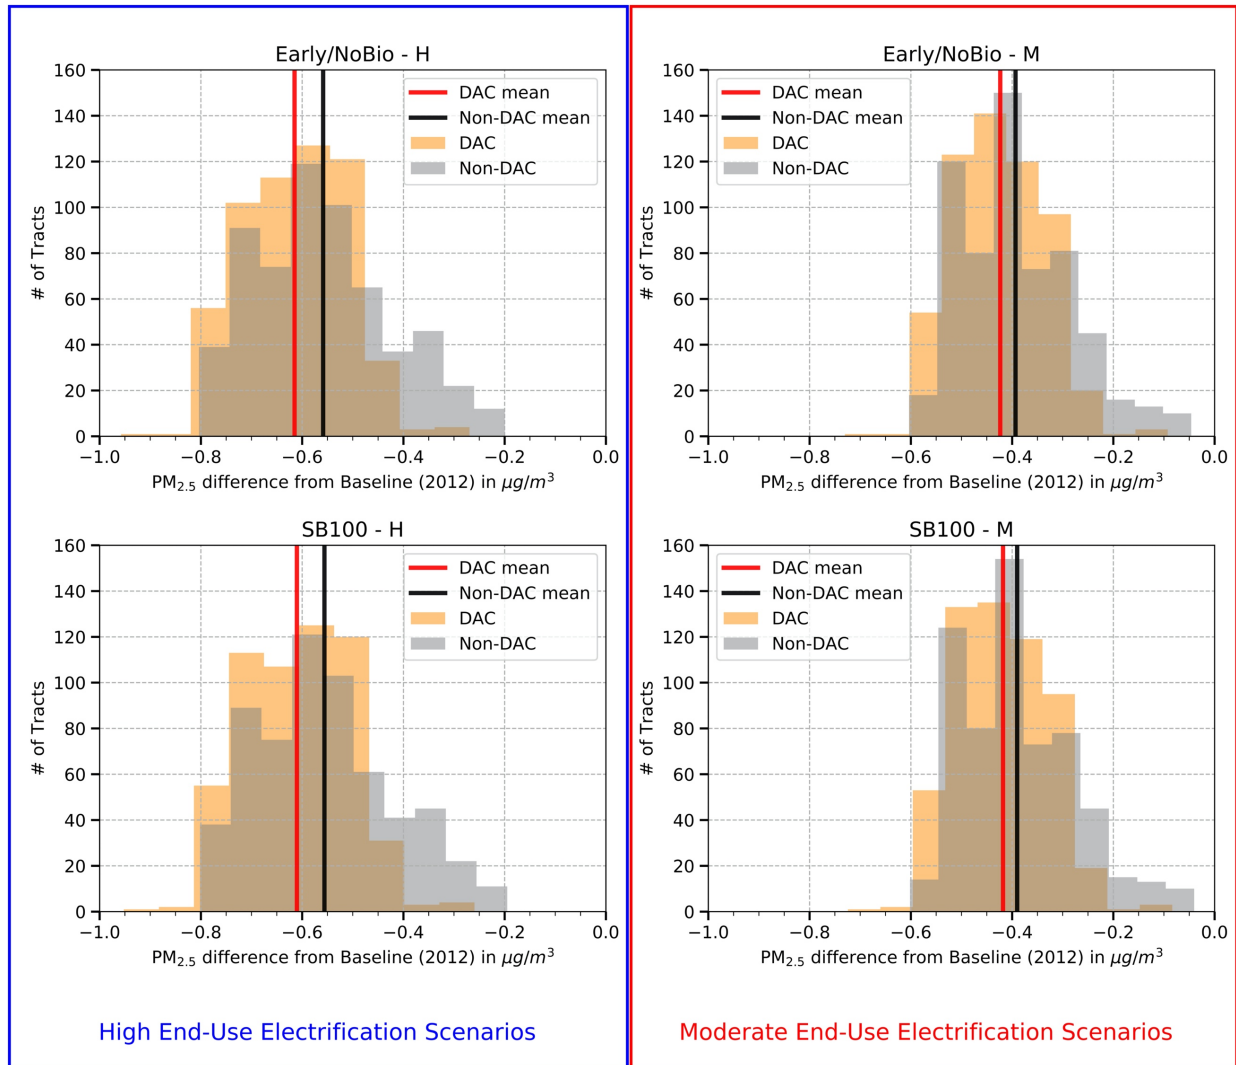 Early/NoBio - H
160
140
120
100
80
60
40
20
0
# of Tracts
DAC mean
Non-DAC mean
DAC
Non-DAC
−1.0 −0.8 −0.6 −0.4 −0.2 0.0
PM2.5 difference from Baseline (2012) in μg/m³
Early/NoBio - M
160
140
120
100
80
60
40
20
0
# of Tracts
DAC mean
Non-DAC mean
DAC
Non-DAC
−1.0 −0.8 −0.6 −0.4 −0.2 0.0
PM2.5 difference from Baseline (2012) in μg/m³
SB100 - H
160
140
120
100
80
60
40
20
0
# of Tracts
DAC mean
Non-DAC mean
DAC
Non-DAC
−1.0 −0.8 −0.6 −0.4 −0.2 0.0
PM2.5 difference from Baseline (2012) in μg/m³
SB100 - M
160
140
120
100
80
60
40
20
0
# of Tracts
DAC mean
Non-DAC mean
DAC
Non-DAC
−1.0 −0.8 −0.6 −0.4 −0.2 0.0
PM2.5 difference from Baseline (2012) in μg/m³
High End-Use Electrification Scenarios
Moderate End-Use Electrification Scenarios